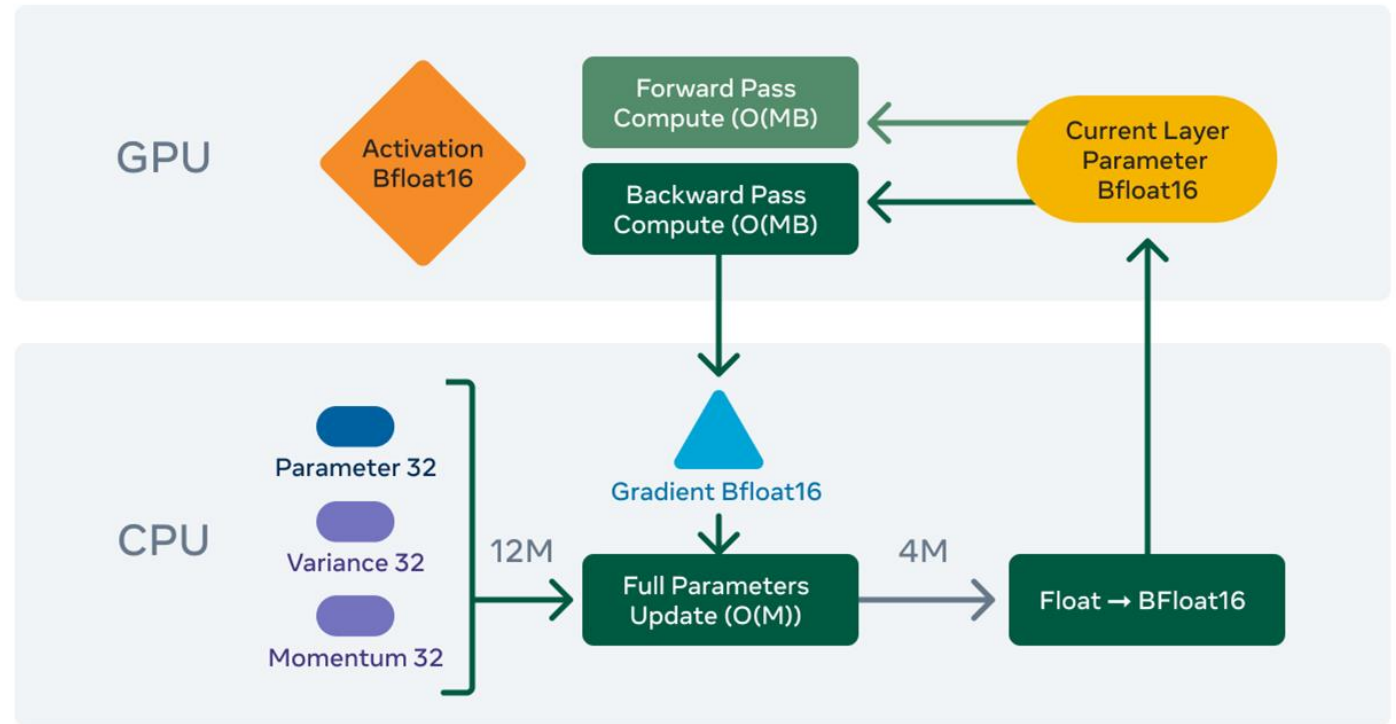 GPU
Activation
Bfloat16
Forward Pass
Compute (O(MB)
Backward Pass
Compute (O(MB)
Current Layer
Parameter
Bfloat16
CPU
Parameter 32
Variance 32
Momentum 32
12M
Gradient Bfloat16
Full Parameters
Update (O(M))
4M
Float → BFloat16